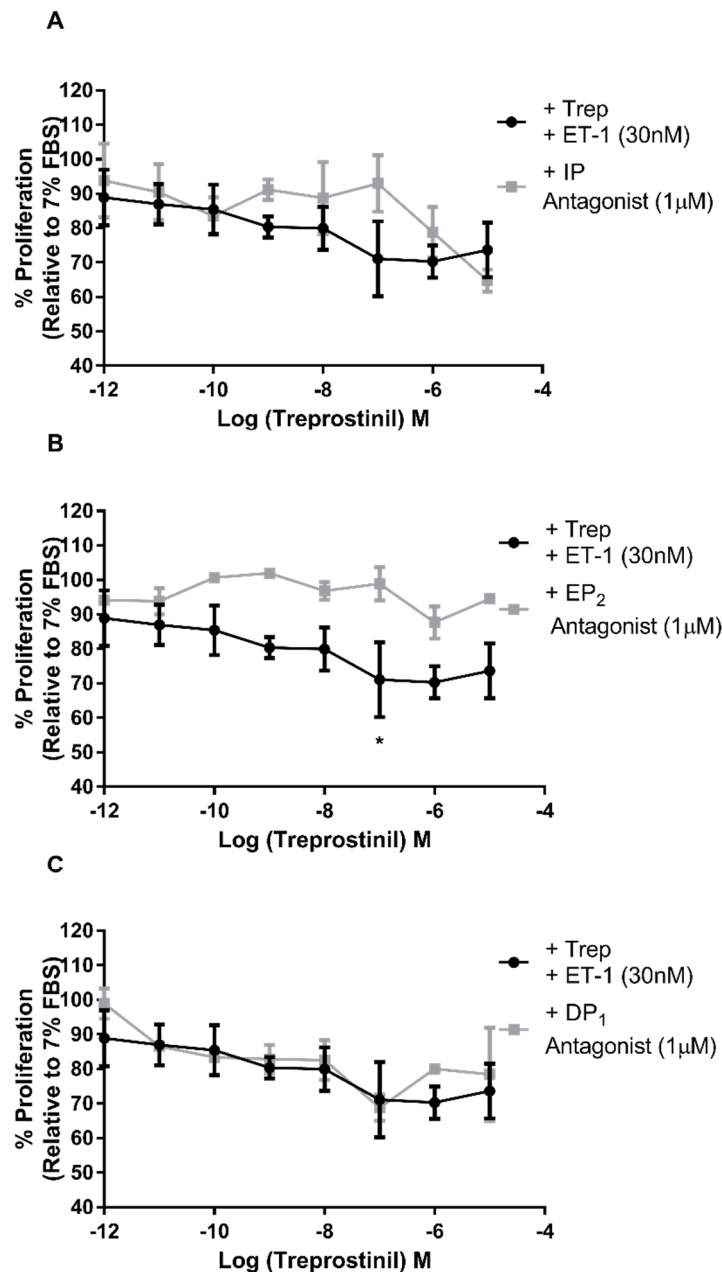 A
% Proliferation
(Relative to 7% FBS)
120
110
100
90
80
70
60
50
40
-12
-10
-8
-6
-4
Log (Treprostinil) M
+ Trep
+ ET-1 (30nM)
+ IP
Antagonist (1μM)
B
% Proliferation
(Relative to 7% FBS)
120
110
100
90
80
70
60
50
40
*
-12
-10
-8
-6
-4
Log (Treprostinil) M
+ Trep
+ ET-1 (30nM)
+ EP₂
Antagonist (1μM)
C
% Proliferation
(Relative to 7% FBS)
120
110
100
90
80
70
60
50
40
-12
-10
-8
-6
-4
Log (Treprostinil) M
+ Trep
+ ET-1 (30nM)
+ DP₁
Antagonist (1μM)